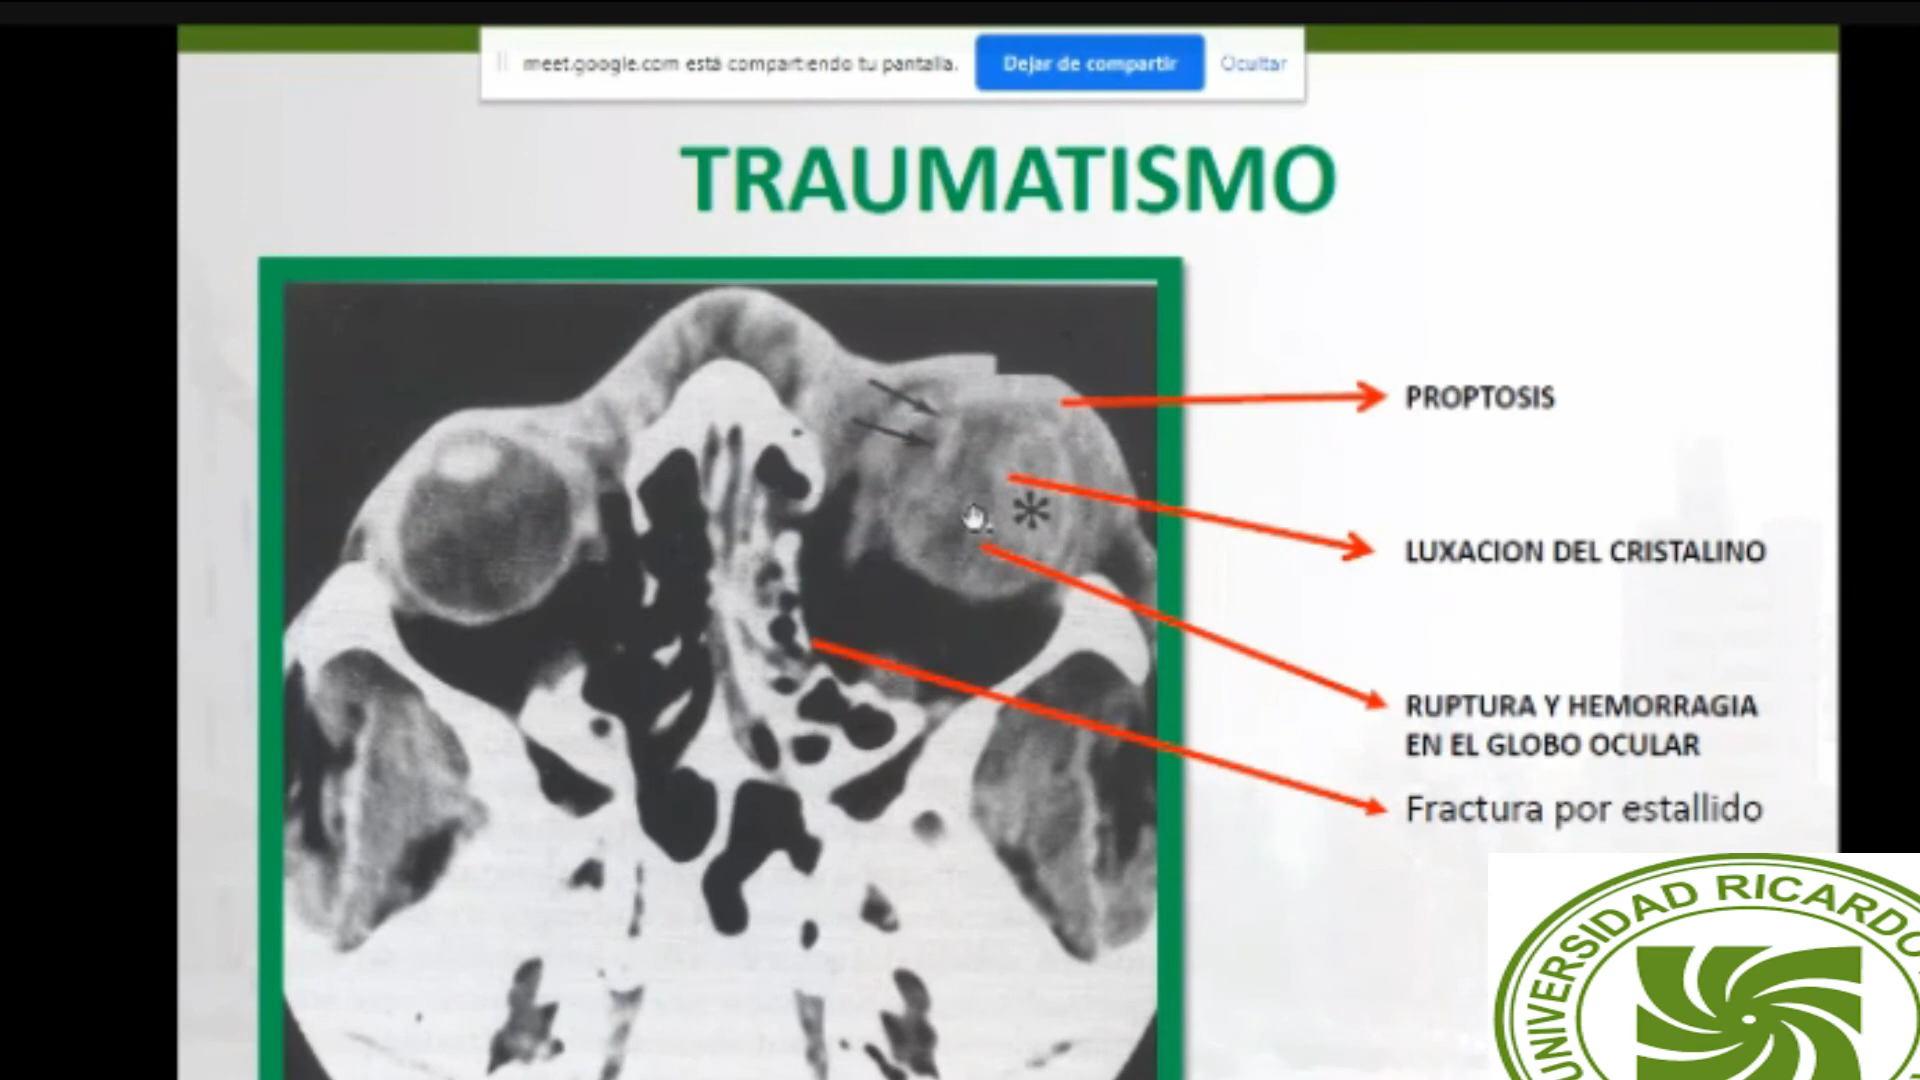 meet.google.com está compartiendo tu pantalla.
Dejar de compartir
Ocultar
TRAUMATISMO
PROPTOSIS
*
LUXACION DEL CRISTALINO
RUPTURA Y HEMORRAGIA
EN EL GLOBO OCULAR
Fractura por estallido
UNIVERSIDAD RICARDO